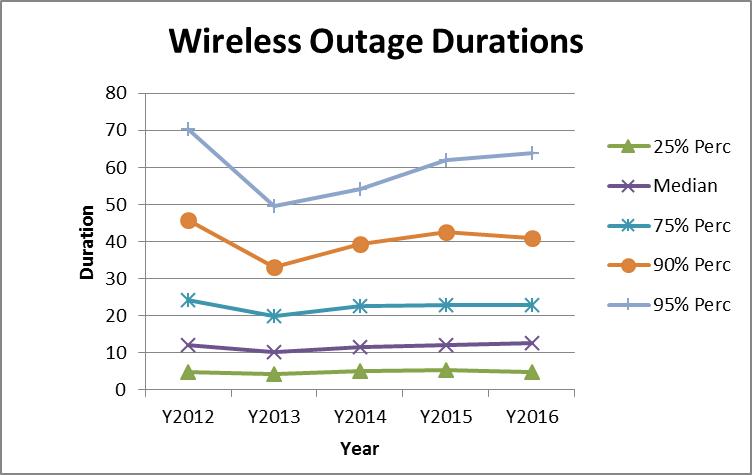 Wireless Outage Durations
80
70
60
50
40
30
20
10
0
Duration
Y2012 Y2013 Y2014 Y2015 Y2016
Year
25% Perc
Median
75% Perc
90% Perc
95% Perc